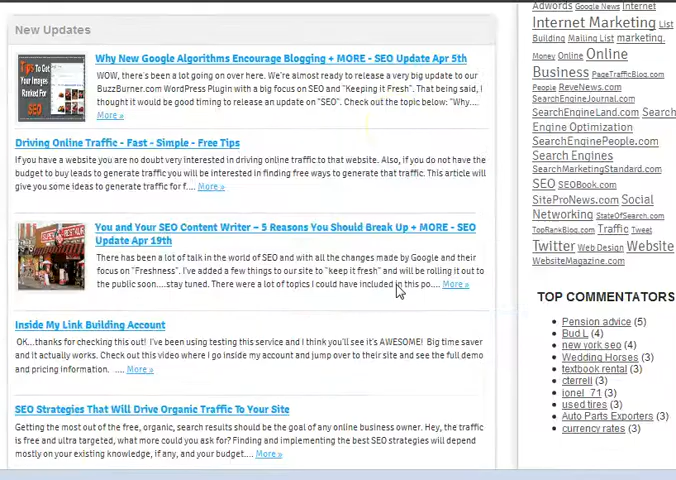 New Updates
Tips To Get
Your Images
Ranked For
SEO
Why New Google Algorithms Encourage Blogging + MORE - SEO Update Apr 5th
WOW, there's been a lot going on over here. We're almost ready to release a very big update to our
BuzzBurner.com WordPress Plugin with a big focus on SEO and "Keeping it Fresh". That being said, I
thought it would be good timing to release an update on "SEO". Check out the topic below: "Why....
More »
Driving Online Traffic - Fast - Simple - Free Tips
If you have a website you are no doubt very interested in driving online traffic to that website. Also, if you do not have the
budget to buy leads to generate traffic you will be interested in finding free ways to generate that traffic. This article will
give you some ideas to generate traffic for f.... More »
You and Your SEO Content Writer – 5 Reasons You Should Break Up + MORE - SEO
Update Apr 19th
There has been a lot of talk in the world of SEO and with all the changes made by Google and their
focus on "Freshness". I've added a few things to our site to "keep it fresh" and will be rolling it out to
the public soon....stay tuned. There were a lot of topics I could have included in this po.... More »
Inside My Link Building Account
OK...thanks for checking this out! I've been using testing this service and I think you'll see it's AWESOME! Big time saver
and it actually works. Check out this video where I go inside my account and jump over to their site and see the full demo
and pricing information. .... More »
SEO Strategies That Will Drive Organic Traffic To Your Site
Getting the most out of the free, organic, search results should be the goal of any online business owner. Hey, the traffic
is free and ultra targeted, what more could you ask for? Finding and implementing the best SEO strategies will depend
mostly on your existing knowledge, if any, and your budget.... More »
Adwords Google News Internet
Internet Marketing List
Building Mailing List marketing.
Money Online Online
Business PageTrafficBlog.com
People ReveNews.com
SearchEngineJournal.com
SearchEngineLand.com Search
Engine Optimization
SearchEnginePeople.com
Search Engines
SearchMarketingStandard.com
SEO SEOBook.com
SiteProNews.com Social
Networking StateOfSearch.com
TopRankBlog.com Traffic Tweet
Twitter Web Design Website
WebsiteMagazine.com
TOP COMMENTATORS
Pension advice (5)
Bud L (4)
new york seo (4)
Wedding Horses (3)
textbook rental (3)
cterrell (3)
ionel_71 (3)
used tires (3)
Auto Parts Exporters (3)
currency rates (3)